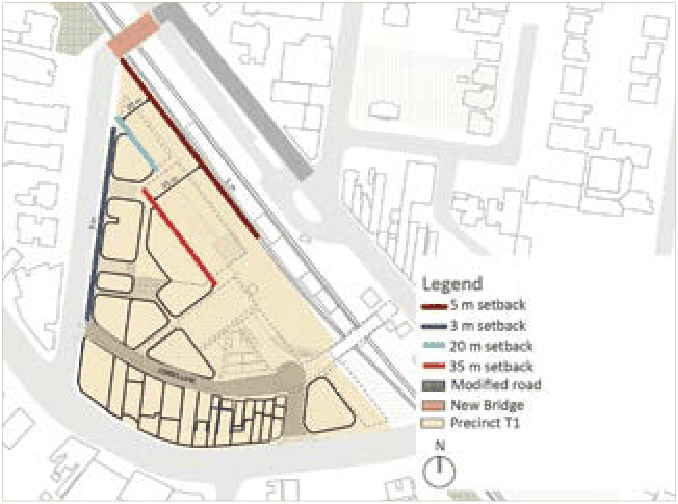 Legend
5 m setback
3 m setback
20 m setback
35 m setback
Modified road
New Bridge
Precinct T1
N